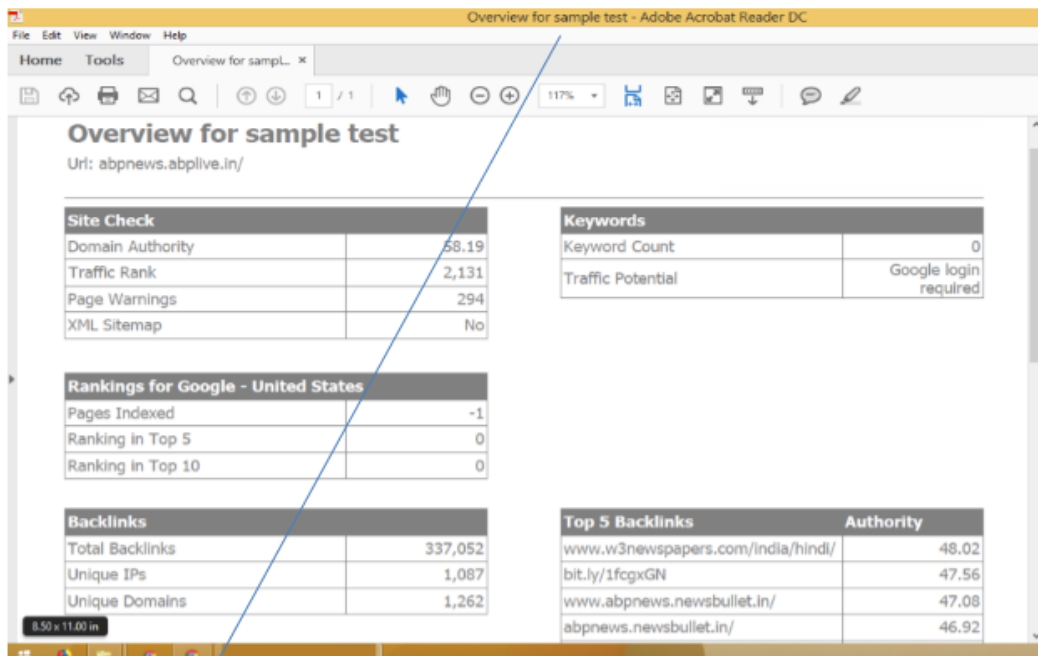 Overview for sample test - Adobe Acrobat Reader DC
File Edit View Window Help
Home Tools Overview for sampl... ×
1 / 1 117%
Overview for sample test
Url: abpnews.abplive.in/
Site Check
Domain Authority 58.19
Traffic Rank 2,131
Page Warnings 294
XML Sitemap No
Keywords
Keyword Count 0
Traffic Potential Google login
required
Rankings for Google - United States
Pages Indexed -1
Ranking in Top 5 0
Ranking in Top 10 0
Backlinks
Total Backlinks 337,052
Unique IPs 1,087
Unique Domains 1,262
Top 5 Backlinks Authority
www.w3newspapers.com/india/hindi/ 48.02
bit.ly/1fcgxGN 47.56
www.abpnews.newsbullet.in/ 47.08
abpnews.newsbullet.in/ 46.92
8.50 x 11.00 in